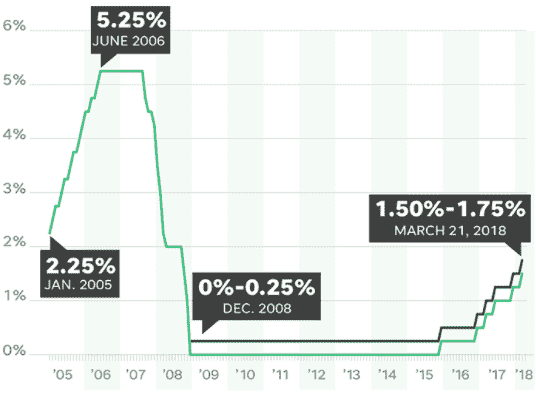 6%
5.25%
JUNE 2006
5%
4%
3%
1.50%-1.75%
MARCH 21, 2018
2%
2.25%
JAN. 2005
0%-0.25%
DEC. 2008
1%
0%
'05 '06 '07 '08 '09 '10 '11 '12 '13 '14 '15 '16 '17 '18